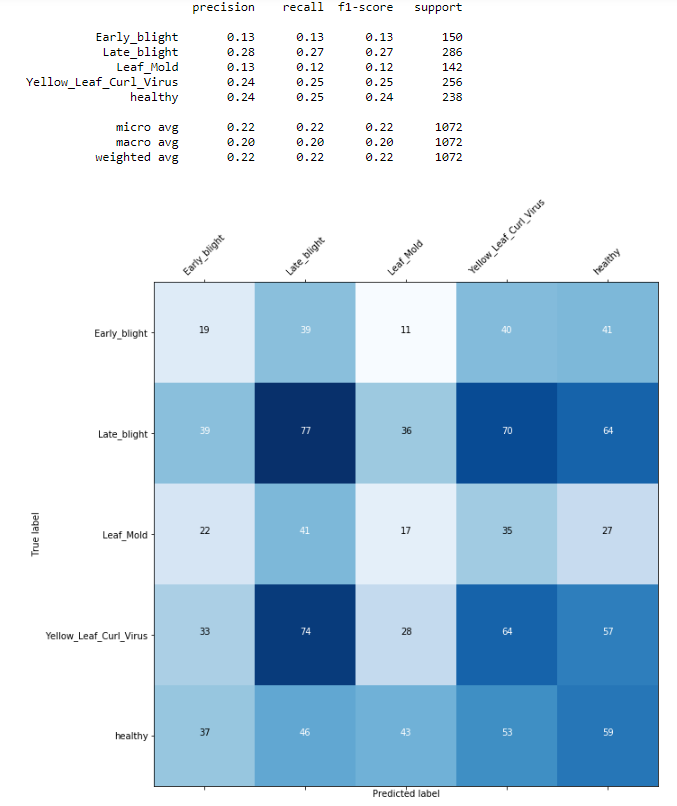 precision recall f1-score support
Early_blight 0.13 0.13 0.13 150
Late_blight 0.28 0.27 0.27 286
Leaf_Mold 0.13 0.12 0.12 142
Yellow_Leaf_Curl_Virus 0.24 0.25 0.25 256
healthy 0.24 0.25 0.24 238
micro avg 0.22 0.22 0.22 1072
macro avg 0.20 0.20 0.20 1072
weighted avg 0.22 0.22 0.22 1072
Early_blight Late_blight Leaf_Mold Yellow_Leaf_Curl_Virus healthy
Early_blight 19 39 11 40 41
Late_blight 39 77 36 70 64
True label
Leaf_Mold 22 41 17 35 27
Yellow_Leaf_Curl_Virus 33 74 28 64 57
healthy 37 46 43 53 59
Predicted label